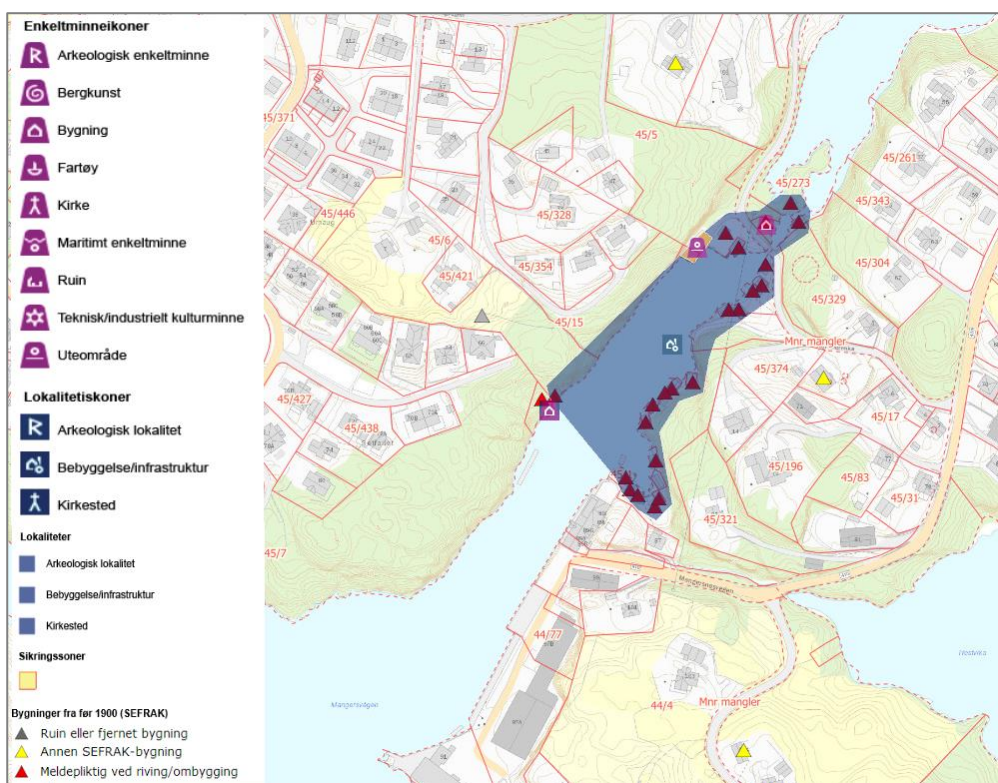 Enkeltminneikoner
Arkeologisk enkeltminne
Bergkunst
Bygning
Fartøy
Kirke
Maritimt enkeltminne
Ruin
Teknisk/industrielt kulturminne
Uteområde
Lokalitetiskoner
Arkeologisk lokalitet
Bebyggelse/infrastruktur
Kirkested
Lokaliteter
Arkeologisk lokalitet
Bebyggelse/infrastruktur
Kirkested
Sikringssoner
Bygninger fra før 1900 (SEFRAK)
Ruin eller fjernet bygning
Annen SEFRAK-bygning
Meldepliktig ved riving/ombygging
45/371
45/5
45/261
45/273
45/343
45/446
45/328
45/6
45/304
45/421
45/354
45/329
45/15
Mnr mangler
45/374
45/427
45/17
45/438
45/196
45/83
45/31
45/321
45/7
44/77
Mangersvågen
44/4
Mnr mangler
Hestvika